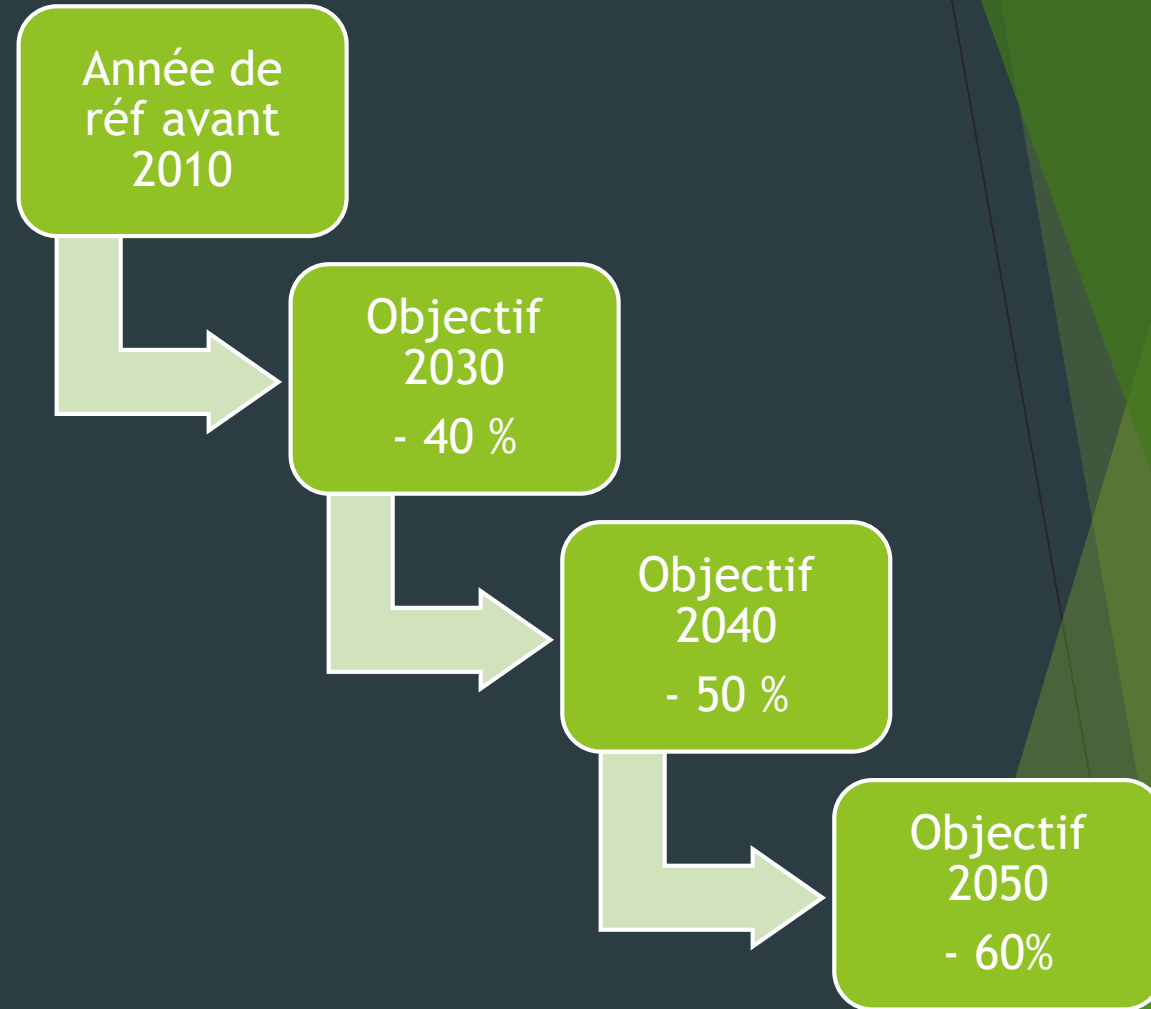 Année de
réf avant
2010
Objectif
2030
- 40 %
Objectif
2040
- 50 %
Objectif
2050
- 60%